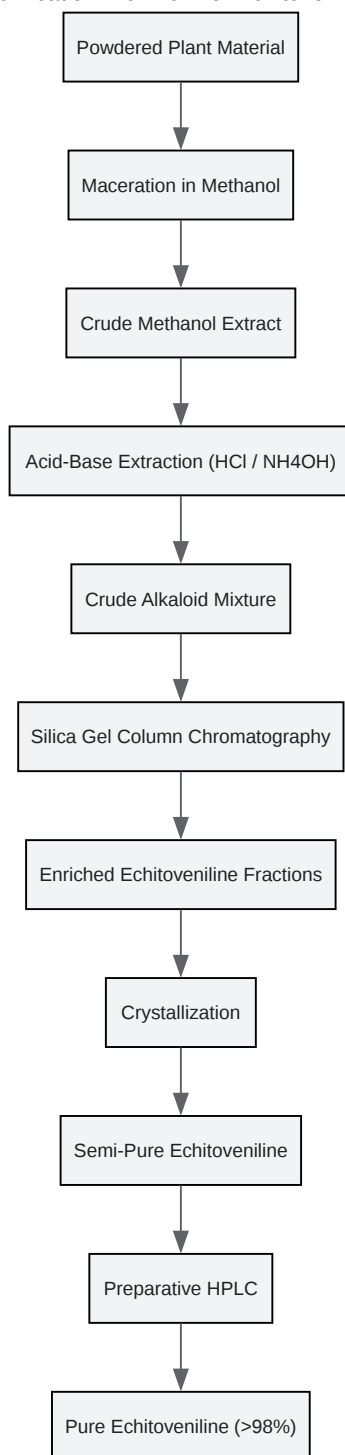 Powdered Plant Material
Maceration in Methanol
Crude Methanol Extract
Acid-Base Extraction (HCl / NH4OH)
Crude Alkaloid Mixture
Silica Gel Column Chromatography
Enriched Echitoveniline Fractions
Crystallization
Semi-Pure Echitoveniline
Preparative HPLC
Pure Echitoveniline (>98%)